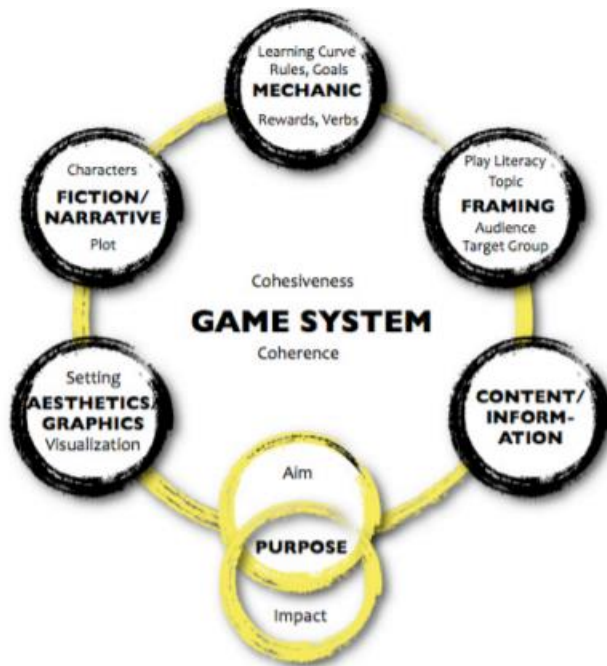 Learning Curve
Rules, Goals
MECHANIC
Rewards, Verbs
Characters
FICTION/
NARRATIVE
Plot
Play Literacy
Topic
FRAMING
Audience
Target Group
Cohesiveness
GAME SYSTEM
Coherence
Setting
AESTHETICS/
GRAPHICS
Visualization
CONTENT/
INFORM-
ATION
Aim
PURPOSE
Impact